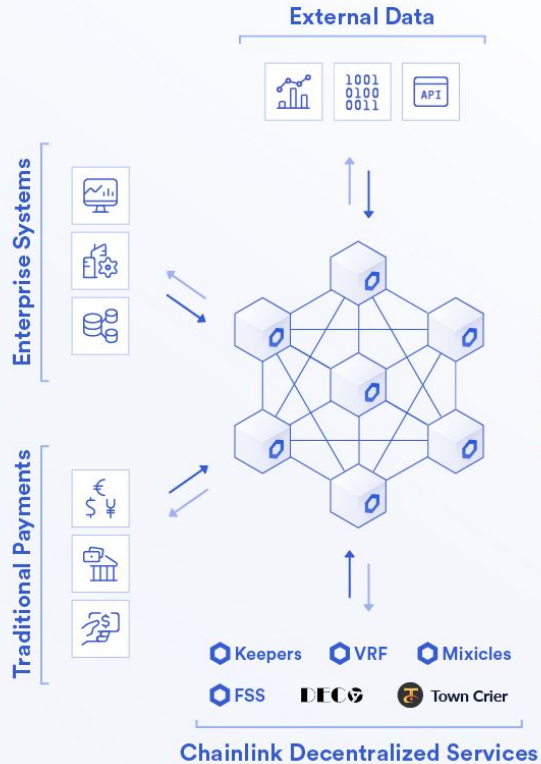 External Data
1001
0100
0011
API
Enterprise Systems
Traditional Payments
€
$ ¥
$
Keepers
VRF
Mixicles
FSS
DECO
Town Crier
Chainlink Decentralized Services